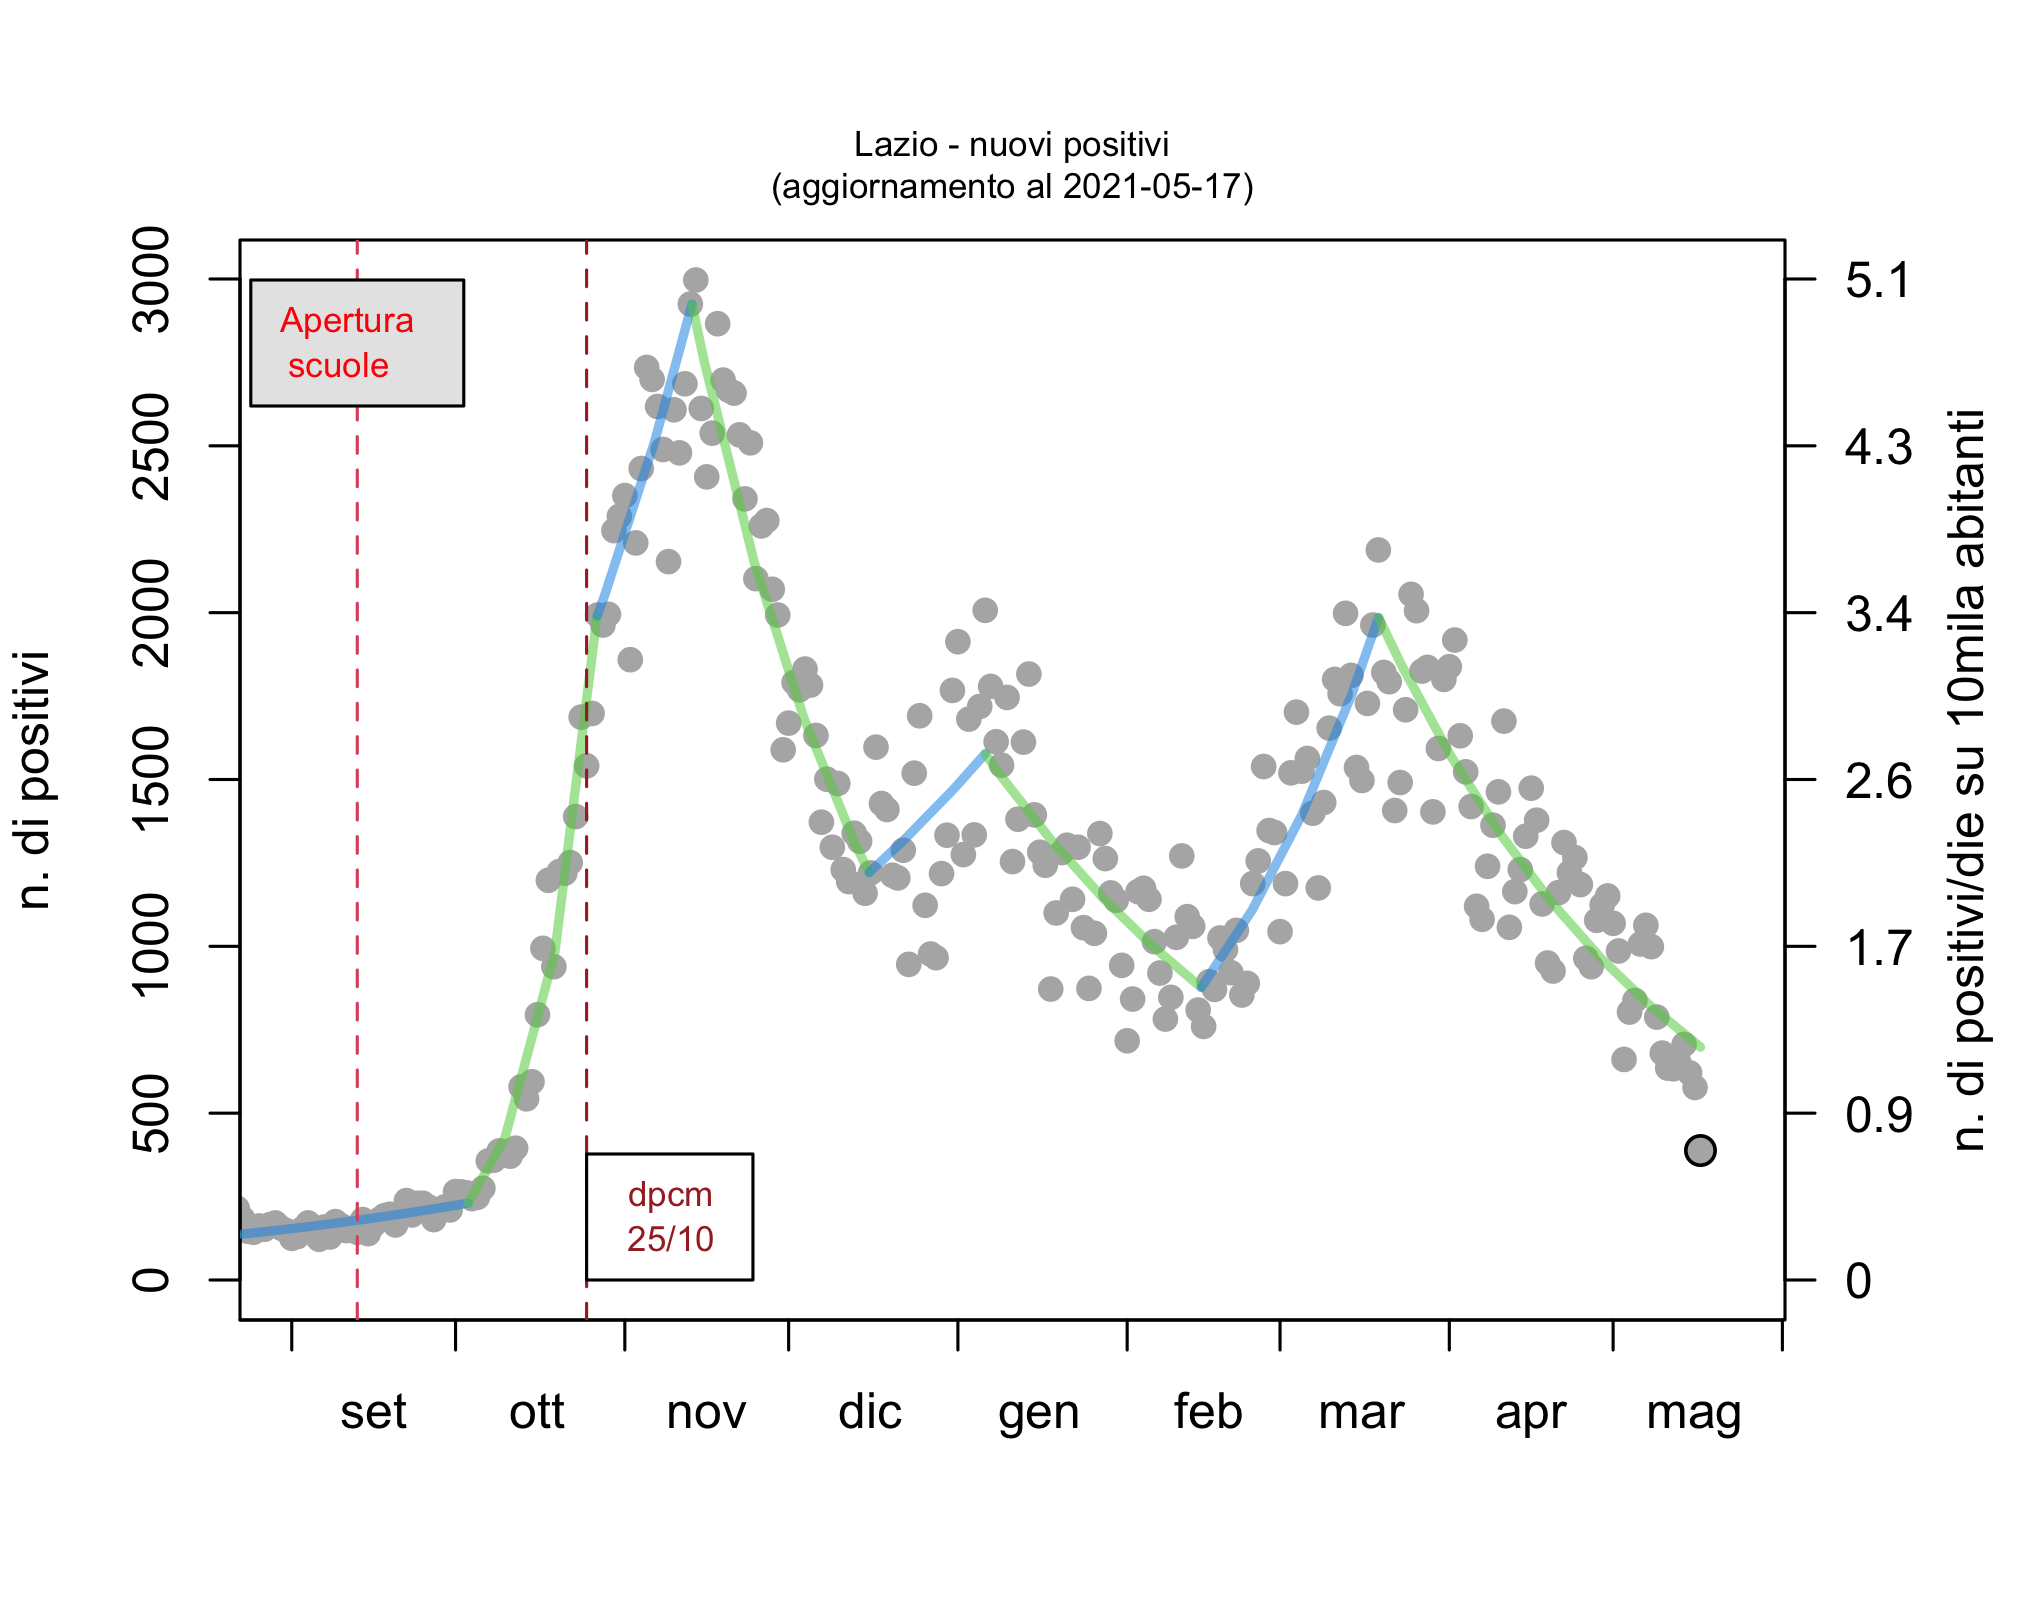 Lazio - nuovi positivi
(aggiornamento al 2021-05-17)
n. di positivi
3000
2500
2000
1500
1000
500
0
Apertura
scuole
dpcm
25/10
5.1
4.3
3.4
2.6
1.7
0.9
0
n. di positivi/die su 10mila abitanti
set ott nov dic gen feb mar apr mag